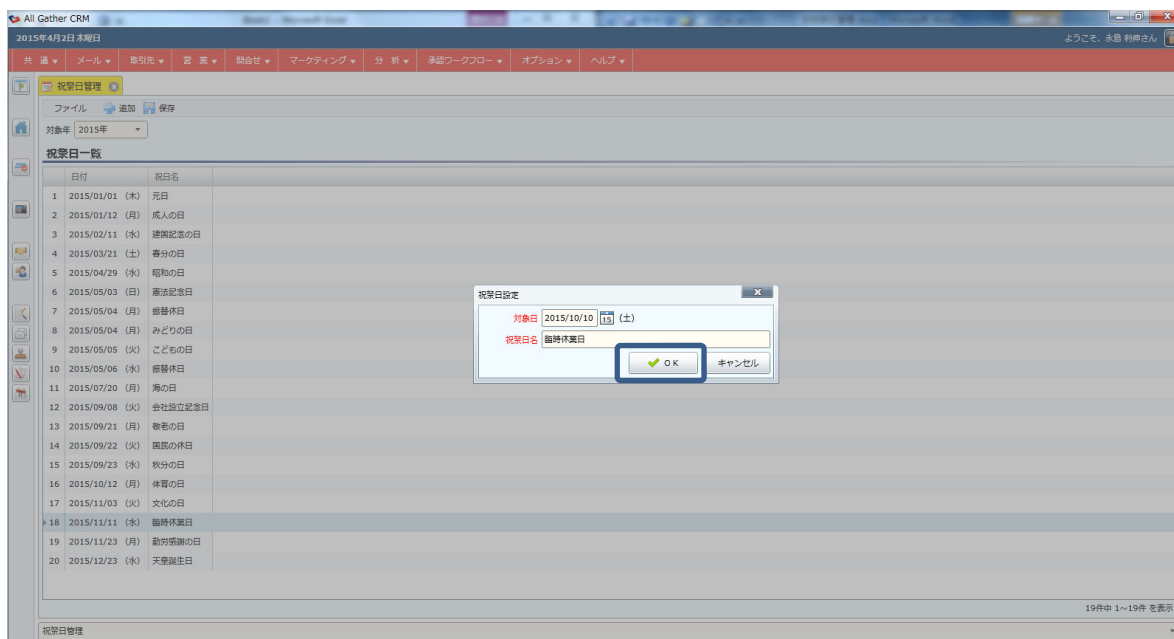 All Gather CRM
2015年4月2日 木曜日
ようこそ、永島 利伸さん
共 通 メール 取引先 営 業 問合せ マーケティング 分 析 承認ワークフロー オプション ヘルプ
祝祭日管理
ファイル 追加 保存
対象年 2015年
祝祭日一覧
日付 祝日名
1 2015/01/01 (木) 元日
2 2015/01/12 (月) 成人の日
3 2015/02/11 (水) 建国記念の日
4 2015/03/21 (土) 春分の日
5 2015/04/29 (水) 昭和の日
6 2015/05/03 (日) 憲法記念日
7 2015/05/04 (月) 振替休日
8 2015/05/04 (月) みどりの日
9 2015/05/05 (火) こどもの日
10 2015/05/06 (水) 振替休日
11 2015/07/20 (月) 海の日
12 2015/09/08 (火) 会社設立記念日
13 2015/09/21 (月) 敬老の日
14 2015/09/22 (火) 国民の休日
15 2015/09/23 (水) 秋分の日
16 2015/10/12 (月) 体育の日
17 2015/11/03 (火) 文化の日
18 2015/11/11 (水) 臨時休業日
19 2015/11/23 (月) 勤労感謝の日
20 2015/12/23 (水) 天皇誕生日
祝祭日設定
対象日 2015/10/10 15 (土)
祝祭日名 臨時休業日
OK キャンセル
19件中 1～19件 を表示
祝祭日管理